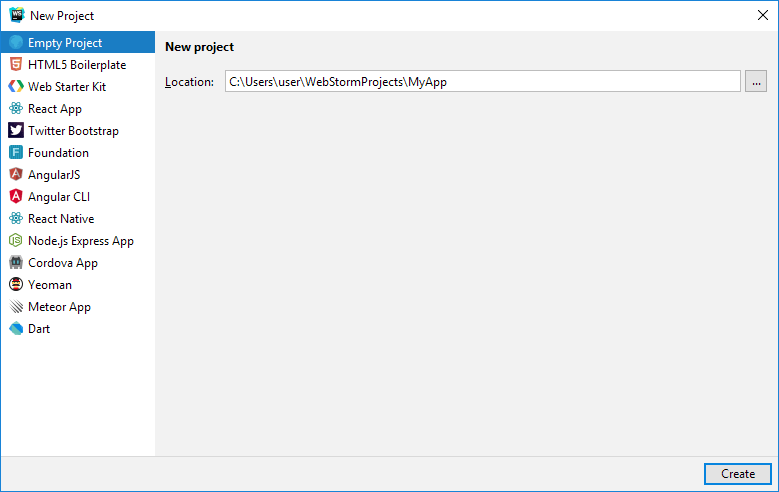 New Project
Empty Project
HTML5 Boilerplate
Web Starter Kit
React App
Twitter Bootstrap
Foundation
AngularJS
Angular CLI
React Native
Node.js Express App
Cordova App
Yeoman
Meteor App
Dart
New project
Location: C:\Users\user\WebStormProjects\MyApp ...
Create